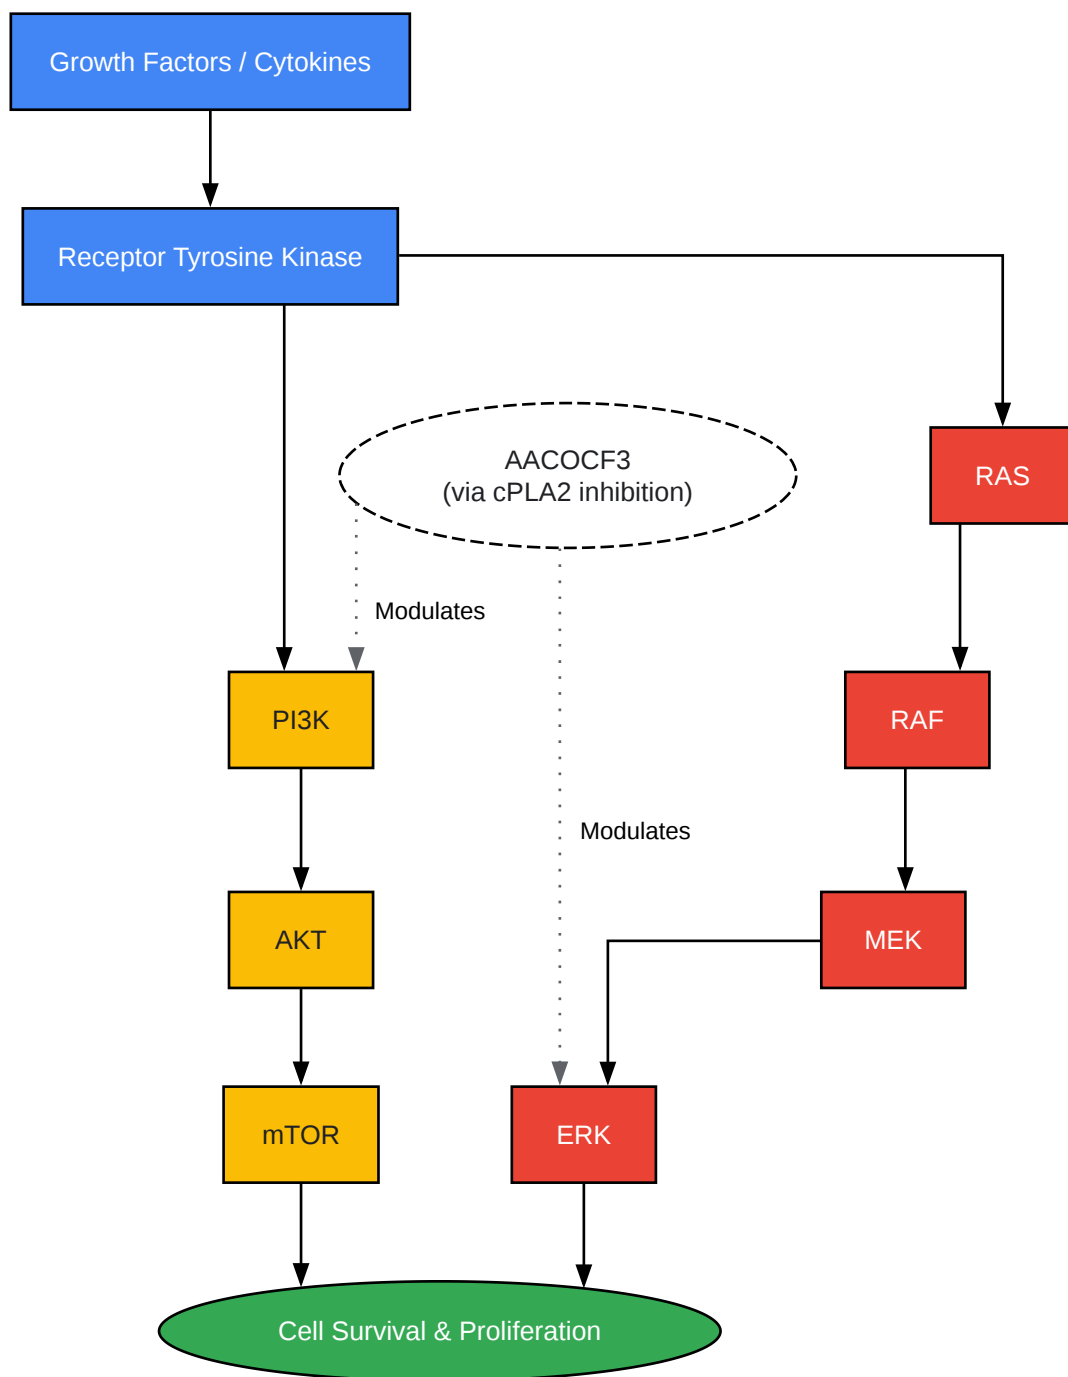 Growth Factors / Cytokines
Receptor Tyrosine Kinase
AACOCF3
(via cPLA2 inhibition)
RAS
Modulates
PI3K
RAF
Modulates
AKT
MEK
mTOR
ERK
Cell Survival & Proliferation